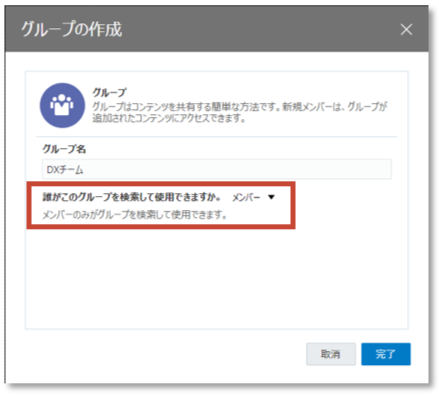 グループの作成
グループ
グループはコンテンツを共有する簡単な方法です。新規メンバーは、グループが
追加されたコンテンツにアクセスできます。
グループ名
DXチーム
誰がこのグループを検索して使用できますか。 メンバー ▼
メンバーのみがグループを検索して使用できます。
取消 完了